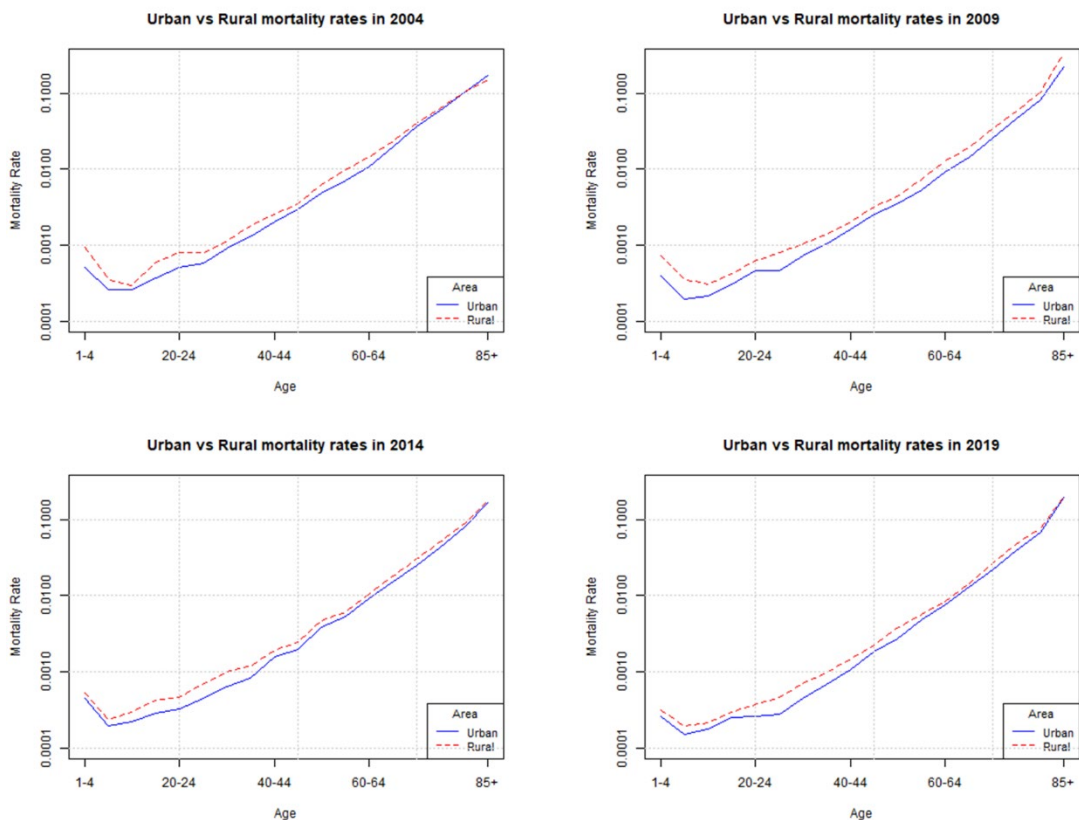 Urban vs Rural mortality rates in 2004
Mortality Rate
0.1000
0.0100
0.0010
0.0001
Area
Urban
Rural
1-4
20-24
40-44
60-64
85+
Age
Urban vs Rural mortality rates in 2009
Mortality Rate
0.1000
0.0100
0.0010
0.0001
Area
Urban
Rural
1-4
20-24
40-44
60-64
85+
Age
Urban vs Rural mortality rates in 2014
Mortality Rate
0.1000
0.0100
0.0010
0.0001
Area
Urban
Rural
1-4
20-24
40-44
60-64
85+
Age
Urban vs Rural mortality rates in 2019
Mortality Rate
0.1000
0.0100
0.0010
0.0001
Area
Urban
Rural
1-4
20-24
40-44
60-64
85+
Age